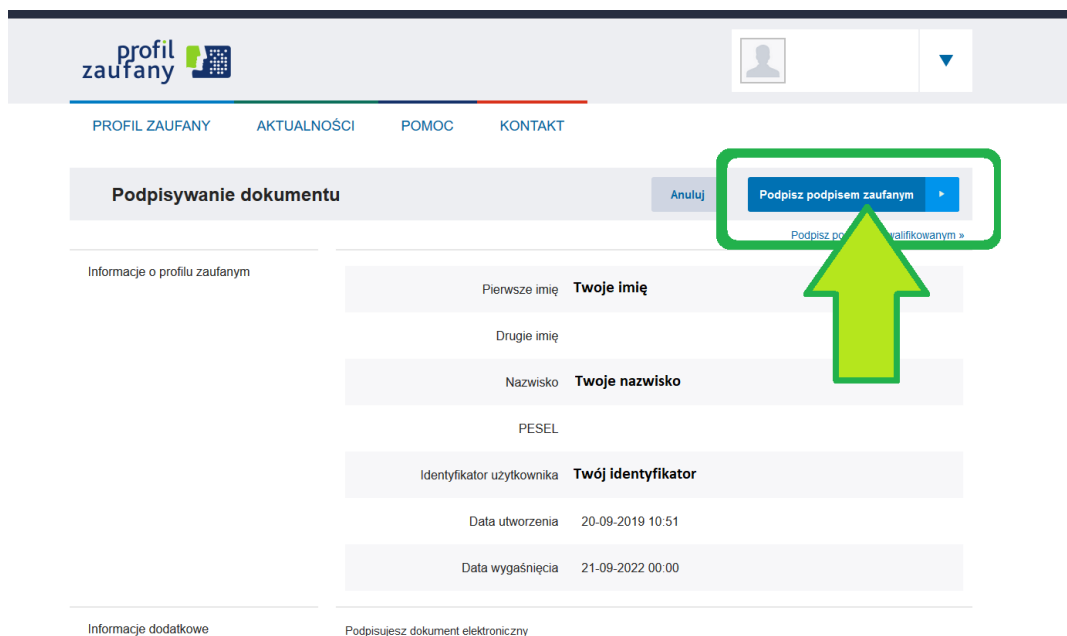 profil
zaufany
PROFIL ZAUFANY AKTUALNOŚCI POMOC KONTAKT
Podpisywanie dokumentu Anuluj Podpisz podpisem zaufanym
Podpisz »
Informacje o profilu zaufanym
Pierwsze imię Twoje imię
Drugie imię
Nazwisko Twoje nazwisko
PESEL
Identyfikator użytkownika Twój identyfikator
Data utworzenia 20-09-2019 10:51
Data wygaśnięcia 21-09-2022 00:00
Informacje dodatkowe Podpisujesz dokument elektroniczny